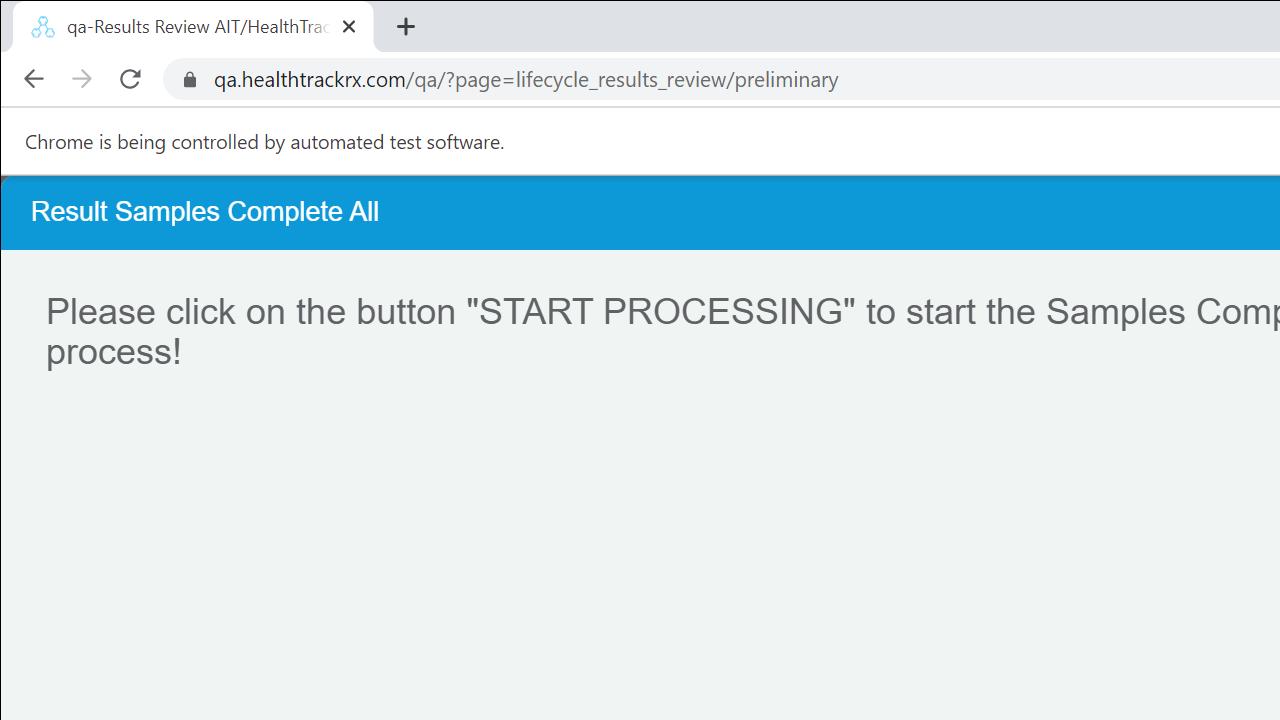 qa-Results Review AIT/HealthTrac
qa.healthtrackrx.com/qa/?page=lifecycle_results_review/preliminary
Chrome is being controlled by automated test software.
Result Samples Complete All
Please click on the button "START PROCESSING" to start the Samples Comp
process!